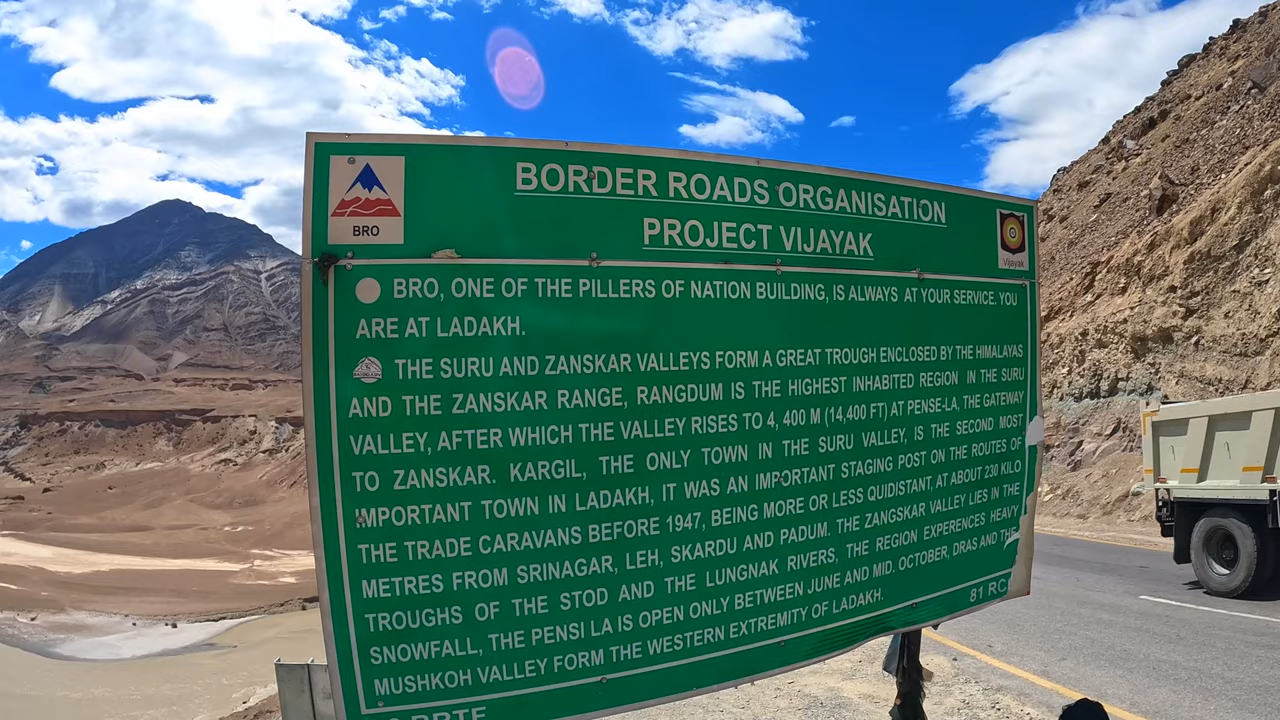 BORDER ROADS ORGANISATION
PROJECT VIJAYAK
BRO
Vijayak
BRO, ONE OF THE PILLERS OF NATION BUILDING, IS ALWAYS AT YOUR SERVICE. YOU
ARE AT LADAKH.
THE SURU AND ZANSKAR VALLEYS FORM A GREAT TROUGH ENCLOSED BY THE HIMALAYAS
AND THE ZANSKAR RANGE, RANGDUM IS THE HIGHEST INHABITED REGION IN THE SURU
VALLEY, AFTER WHICH THE VALLEY RISES TO 4, 400 M (14,400 FT) AT PENSE-LA, THE GATEWAY
TO ZANSKAR. KARGIL, THE ONLY TOWN IN THE SURU VALLEY, IS THE SECOND MOST
IMPORTANT TOWN IN LADAKH, IT WAS AN IMPORTANT STAGING POST ON THE ROUTES OF
THE TRADE CARAVANS BEFORE 1947, BEING MORE OR LESS QUIDISTANT, AT ABOUT 230 KILO
METRES FROM SRINAGAR, LEH, SKARDU AND PADUM. THE ZANGSKAR VALLEY LIES IN THE
TROUGHS OF THE STOD AND THE LUNGNAK RIVERS, THE REGION EXPERENCES HEAVY
SNOWFALL, THE PENSI LA IS OPEN ONLY BETWEEN JUNE AND MID. OCTOBER, DRAS AND THE
MUSHKOH VALLEY FORM THE WESTERN EXTREMITY OF LADAKH.
81 RC
BRTF